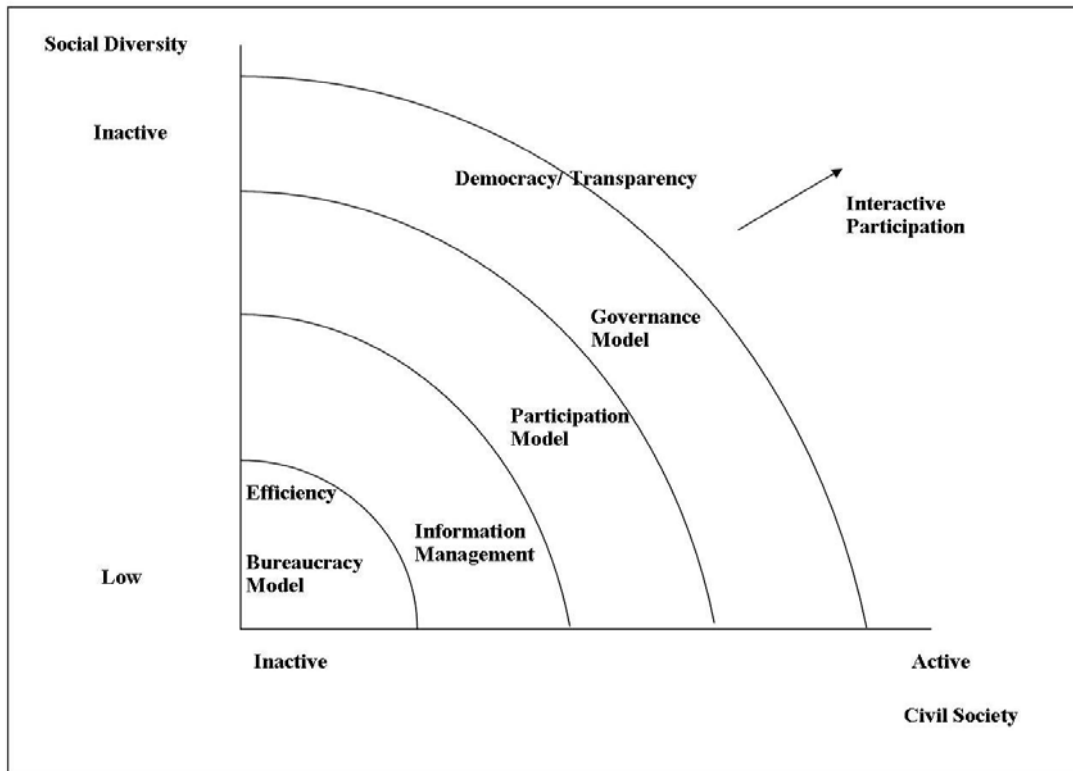 Social Diversity
Inactive
Democracy/ Transparency
Interactive
Participation
Governance
Model
Participation
Model
Efficiency
Information
Management
Bureaucracy
Model
Low
Inactive
Active
Civil Society